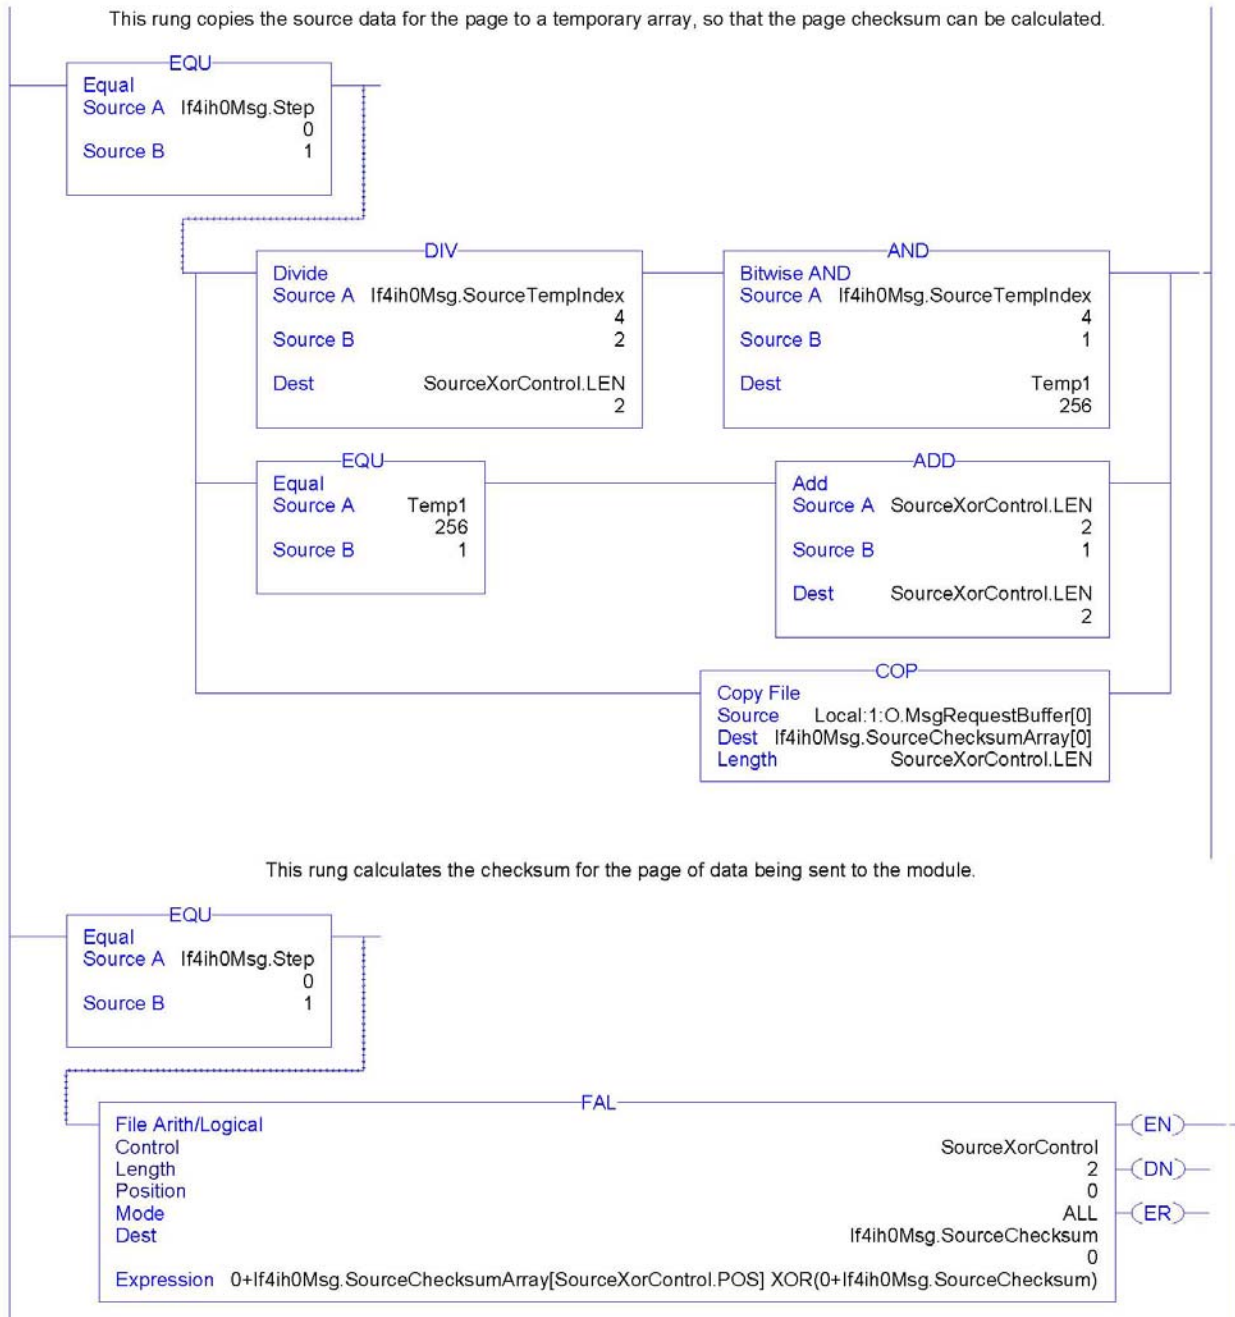 This rung copies the source data for the page to a temporary array, so that the page checksum can be calculated.
EQU
Equal
Source A If4ih0Msg.Step
0
Source B 1
DIV
Divide
Source A If4ih0Msg.SourceTempIndex
4
Source B 2
Dest SourceXorControl.LEN
2
AND
Bitwise AND
Source A If4ih0Msg.SourceTempIndex
4
Source B 1
Dest Temp1
256
EQU
Equal
Source A Temp1
256
Source B 1
ADD
Add
Source A SourceXorControl.LEN
2
Source B 1
Dest SourceXorControl.LEN
2
COP
Copy File
Source Local:1:O.MsgRequestBuffer[0]
Dest If4ih0Msg.SourceChecksumArray[0]
Length SourceXorControl.LEN
This rung calculates the checksum for the page of data being sent to the module.
EQU
Equal
Source A If4ih0Msg.Step
0
Source B 1
FAL
File Arith/Logical
Control SourceXorControl
Length 2
Position 0
Mode ALL
Dest If4ih0Msg.SourceChecksum
0
Expression 0+If4ih0Msg.SourceChecksumArray[SourceXorControl.POS] XOR(0+If4ih0Msg.SourceChecksum)
EN
DN
ER